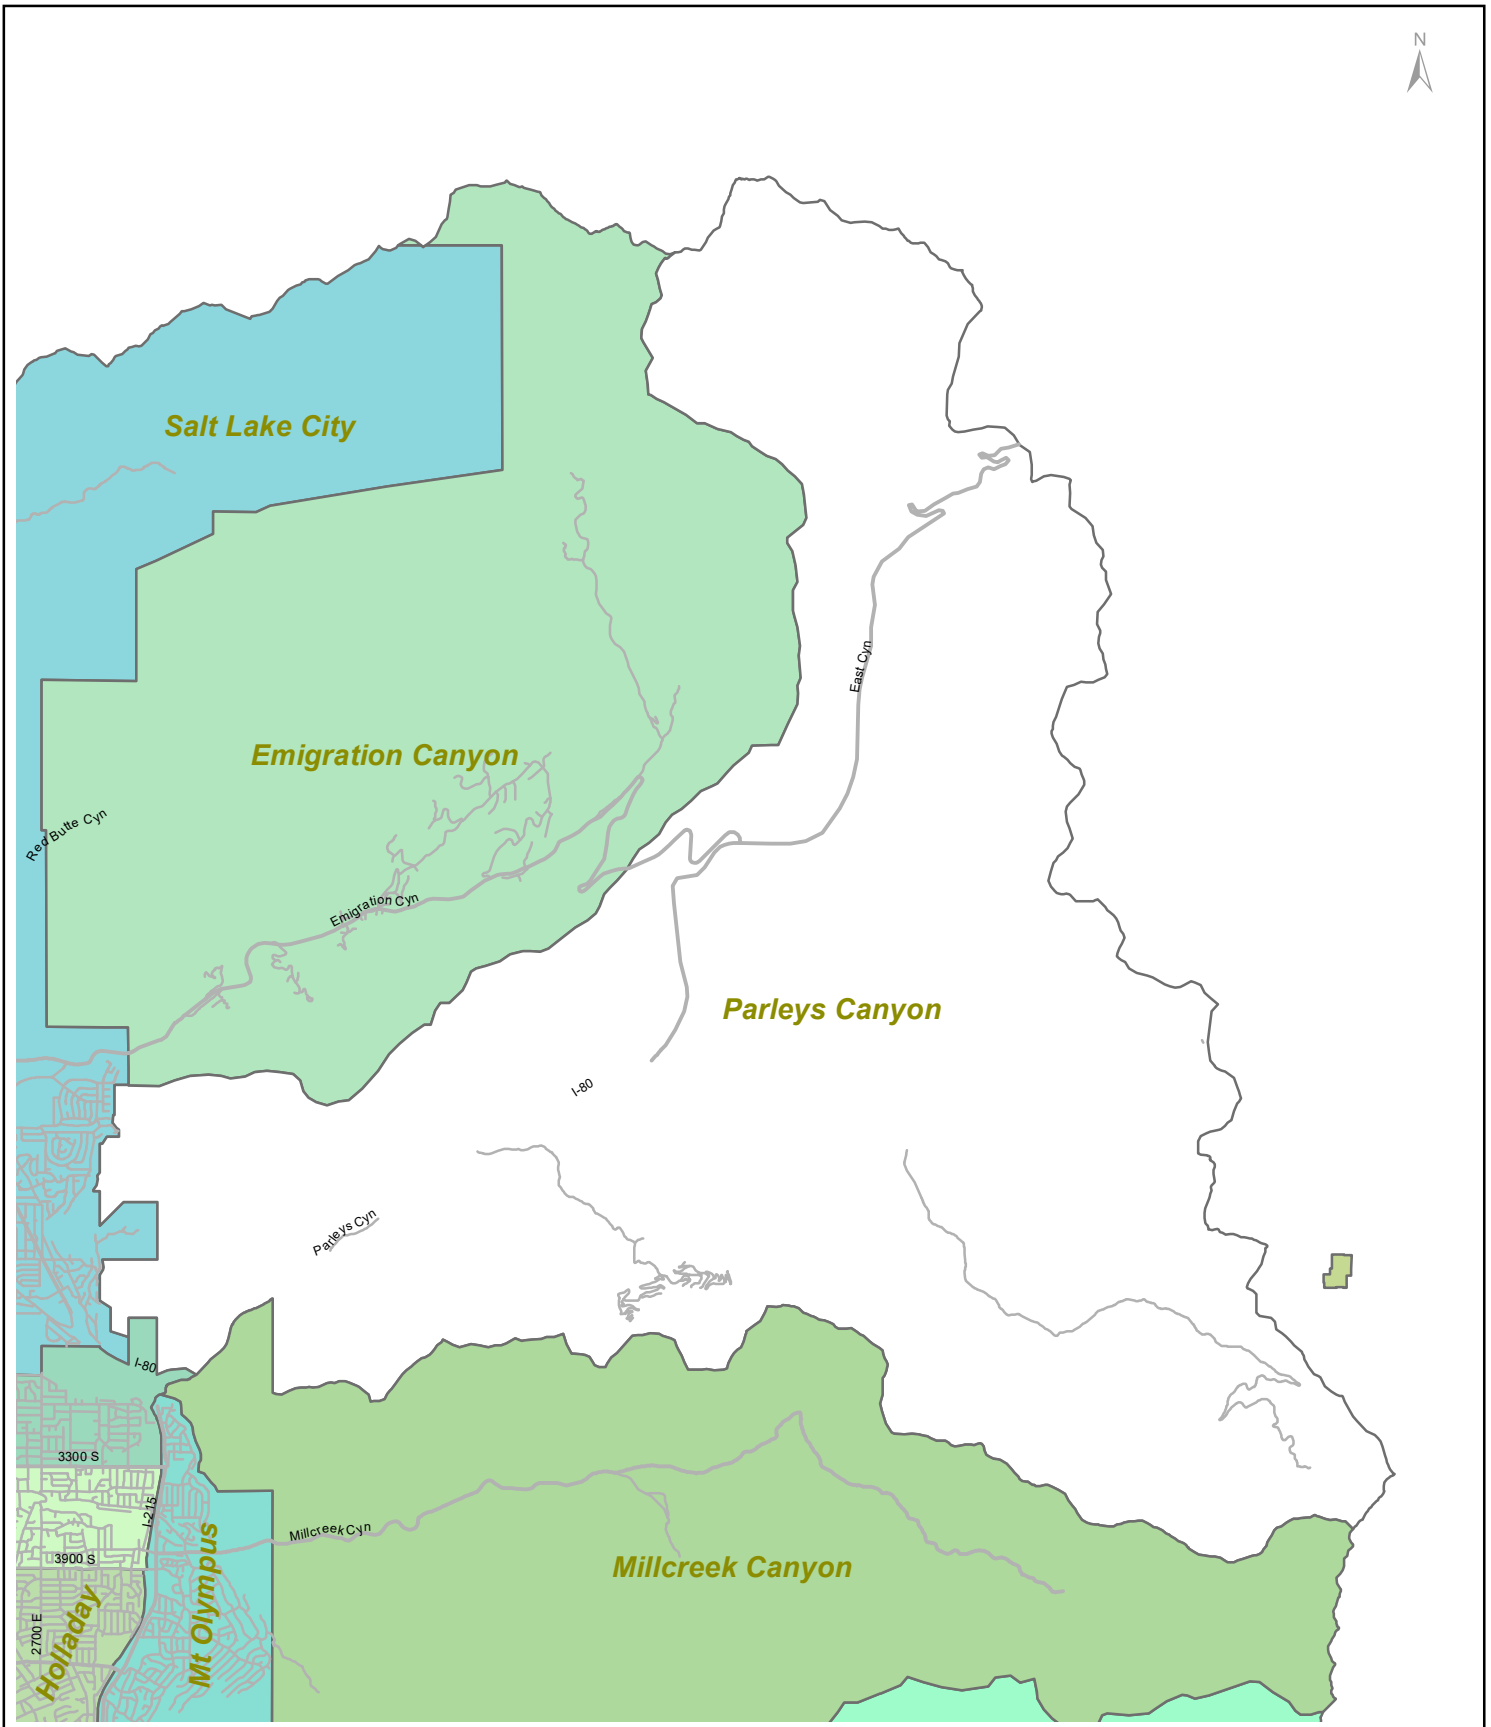 N
Salt Lake City
East Cyn
Emigration Canyon
Red Butte Cyn
Emigration Cyn
Parleys Canyon
I-80
Parleys Cyn
I-80
3300 S
I-215
Millcreek Cyn
3900 S
Millcreek Canyon
Mt Olympus
2700 E
Holladay